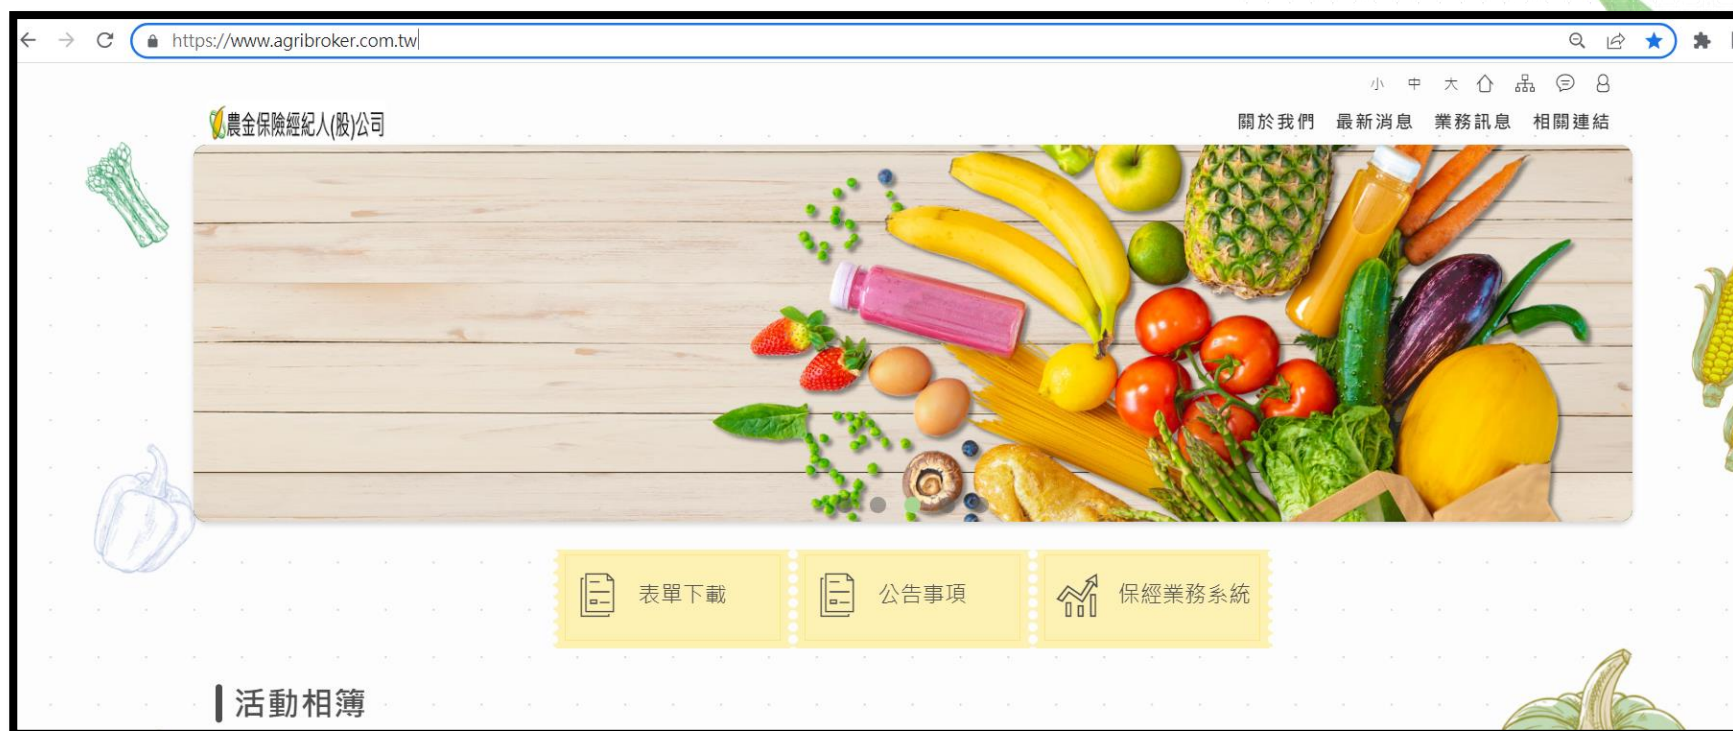 https://www.agribroker.com.tw
小 中 大
農金保險經紀人(股)公司
關於我們 最新消息 業務訊息 相關連結
表單下載 公告事項 保經業務系統
活動相簿